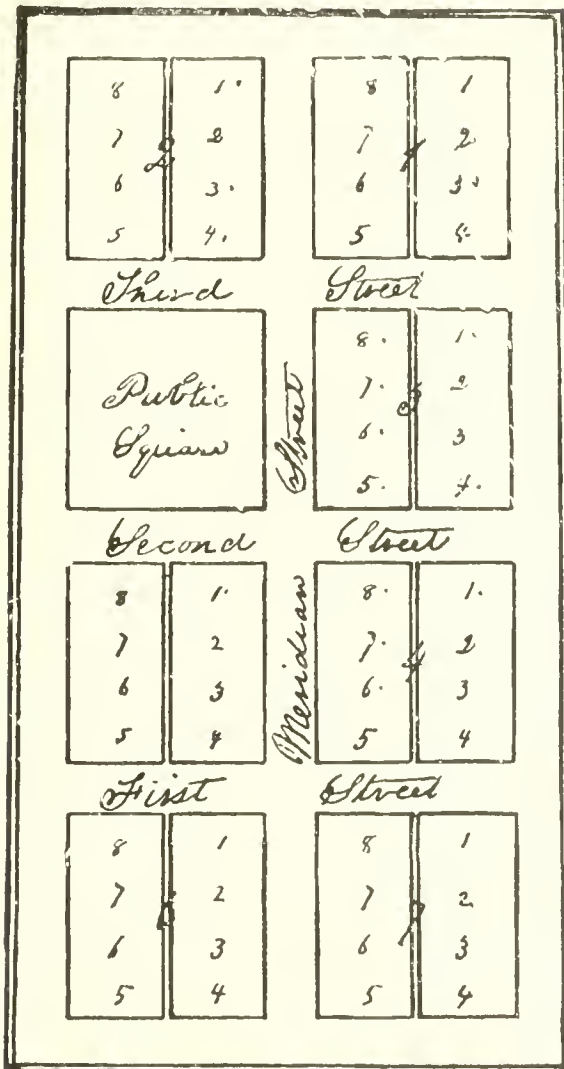 8 1. 8 1
7 2 7 2
2 1
6 3. 6 3.
5 4. 5
Third Street
Public
Square
8. 1.
7. 2
3
6. 3
5. 4.
Meridian Street
Second Street
8 1. 8. 1.
7 2 7. 2
4
6 3 6. 3
5 4 5 4
First Street
8 1 8 1
7 2 7 2
6 3 6 3
5 4 5 4